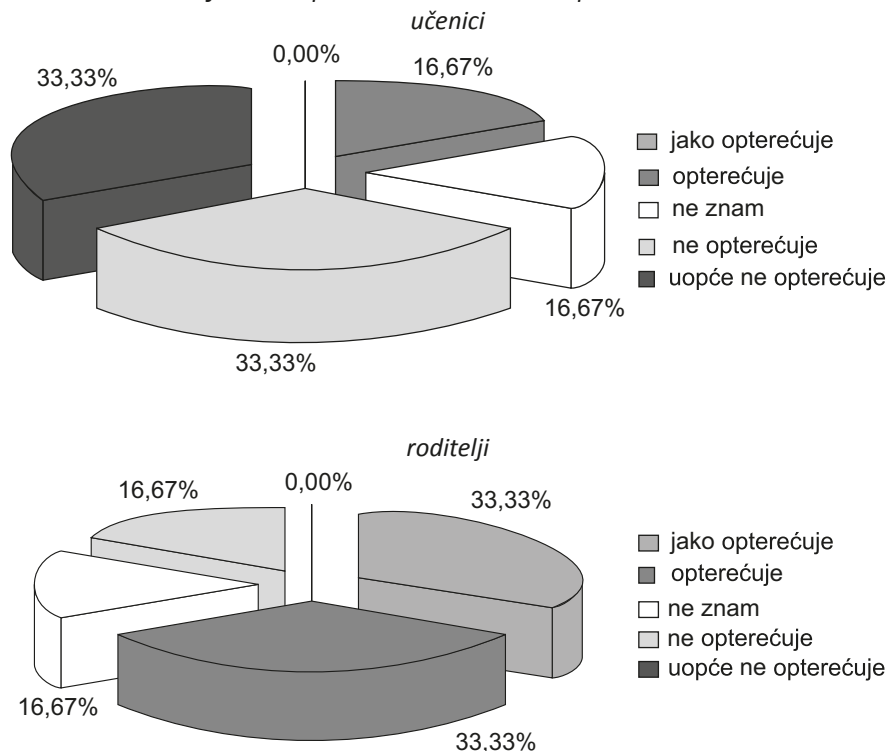 učenici
0,00%
33,33%
16,67%
jako opterećuje
opterećuje
ne znam
ne opterećuje
uopće ne opterećuje
16,67%
33,33%
roditelji
0,00%
16,67%
33,33%
jako opterećuje
opterećuje
ne znam
ne opterećuje
uopće ne opterećuje
16,67%
33,33%